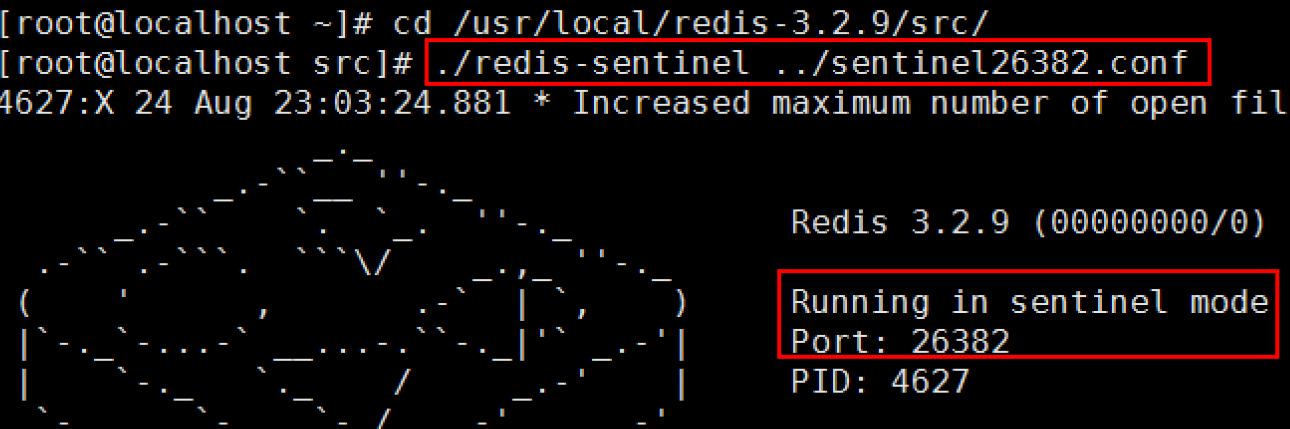 [root@localhost ~]# cd /usr/local/redis-3.2.9/src/
[root@localhost src]# ./redis-sentinel ../sentinel26382.conf
4627:X 24 Aug 23:03:24.881 * Increased maximum number of open fil
Redis 3.2.9 (00000000/0)
Running in sentinel mode
Port: 26382
PID: 4627